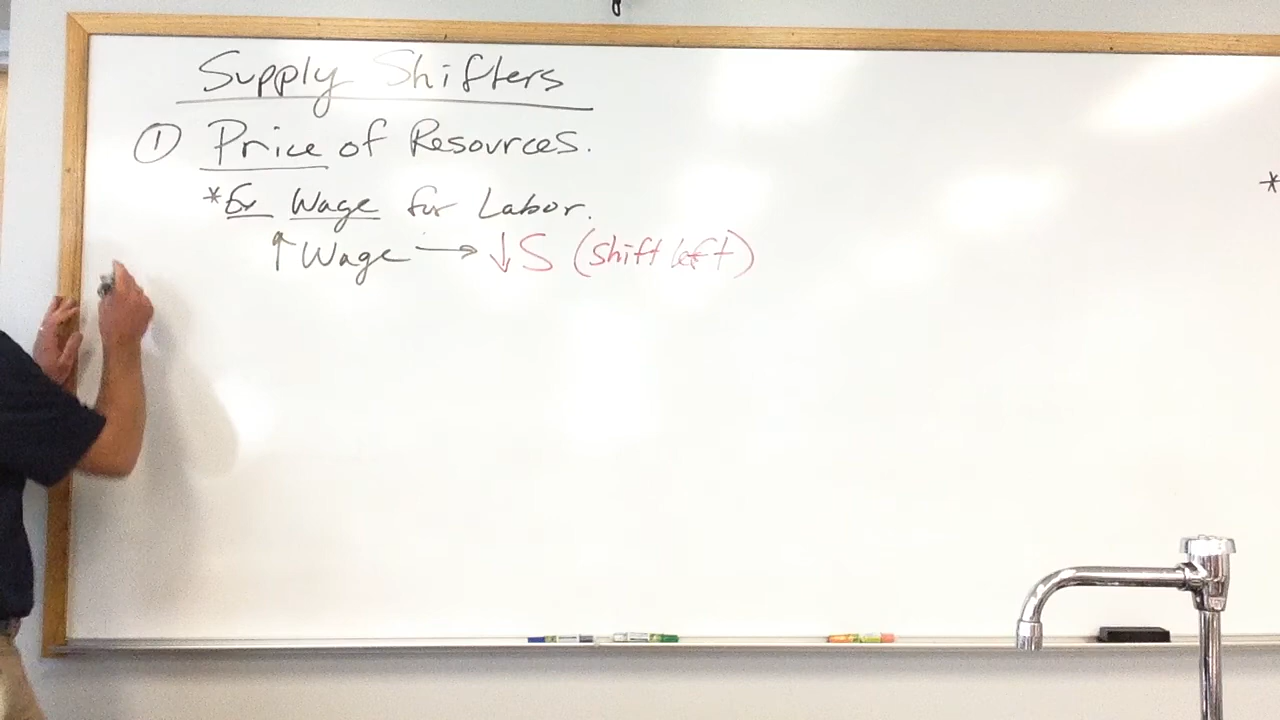 Supply Shifters
① Price of Resources.
*Ex Wage for Labor.
↑ Wage → ↓S (shift left)
*